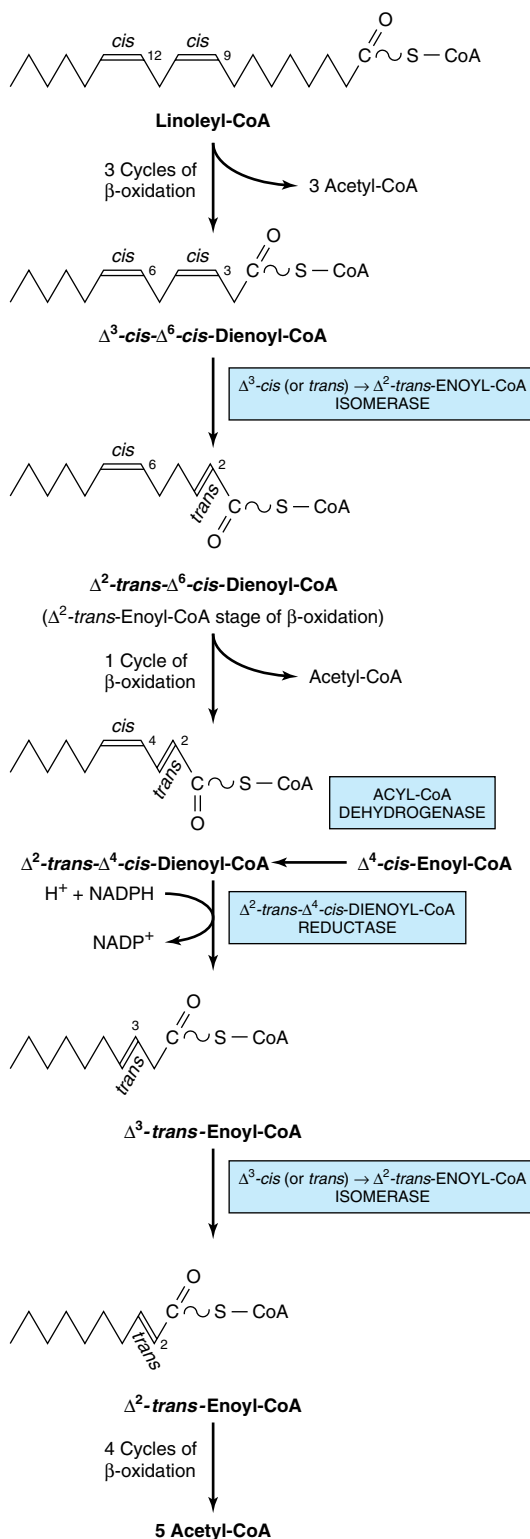 cis cis O
12 9 C S — CoA
Linoleyl-CoA
3 Cycles of
β-oxidation
3 Acetyl-CoA
O
cis cis C S — CoA
6 3
Δ³-cis-Δ⁶-cis-Dienoyl-CoA
Δ³-cis (or trans) → Δ²-trans-ENOYL-CoA
ISOMERASE
cis
6 2
trans C S — CoA
O
Δ²-trans-Δ⁶-cis-Dienoyl-CoA
(Δ²-trans-Enoyl-CoA stage of β-oxidation)
1 Cycle of
β-oxidation
Acetyl-CoA
cis
4 2
trans C S — CoA
O
ACYL-CoA
DEHYDROGENASE
Δ²-trans-Δ⁴-cis-Dienoyl-CoA
Δ⁴-cis-Enoyl-CoA
H⁺ + NADPH
NADP⁺
Δ²-trans-Δ⁴-cis-DIENOYL-CoA
REDUCTASE
O
3 C S — CoA
trans
Δ³-trans-Enoyl-CoA
Δ³-cis (or trans) → Δ²-trans-ENOYL-CoA
ISOMERASE
O
C S — CoA
trans 2
Δ²-trans-Enoyl-CoA
4 Cycles of
β-oxidation
5 Acetyl-CoA